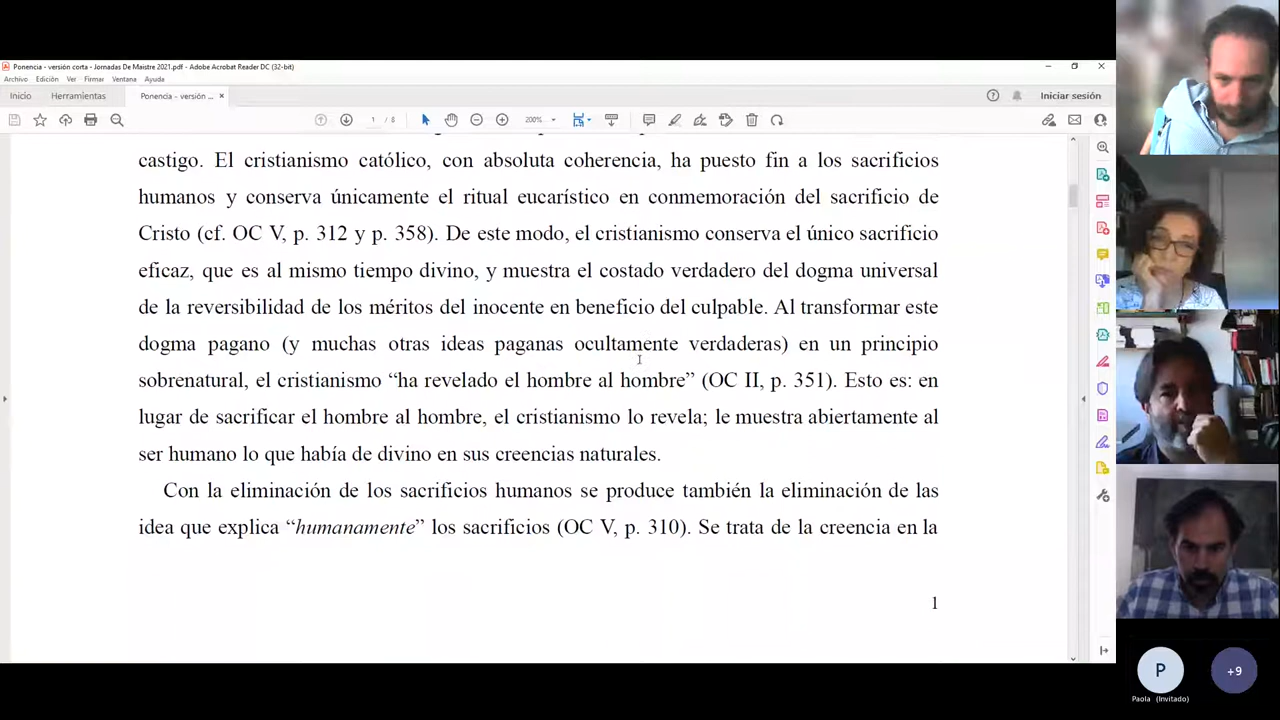 Ponencia - versión corta - Jornadas De Maistre 2021.pdf - Adobe Acrobat Reader DC (32-bit)
Archivo Edición Ver Firmar Ventana Ayuda
Inicio Herramientas Ponencia - versión ... × Iniciar sesión
1 / 8 200%
castigo. El cristianismo católico, con absoluta coherencia, ha puesto fin a los sacrificios
humanos y conserva únicamente el ritual eucarístico en conmemoración del sacrificio de
Cristo (cf. OC V, p. 312 y p. 358). De este modo, el cristianismo conserva el único sacrificio
eficaz, que es al mismo tiempo divino, y muestra el costado verdadero del dogma universal
de la reversibilidad de los méritos del inocente en beneficio del culpable. Al transformar este
dogma pagano (y muchas otras ideas paganas ocultamente verdaderas) en un principio
sobrenatural, el cristianismo “ha revelado el hombre al hombre” (OC II, p. 351). Esto es: en
lugar de sacrificar el hombre al hombre, el cristianismo lo revela; le muestra abiertamente al
ser humano lo que había de divino en sus creencias naturales.
Con la eliminación de los sacrificios humanos se produce también la eliminación de las
idea que explica “humanamente” los sacrificios (OC V, p. 310). Se trata de la creencia en la
1
P +9
Paola (Invitado)